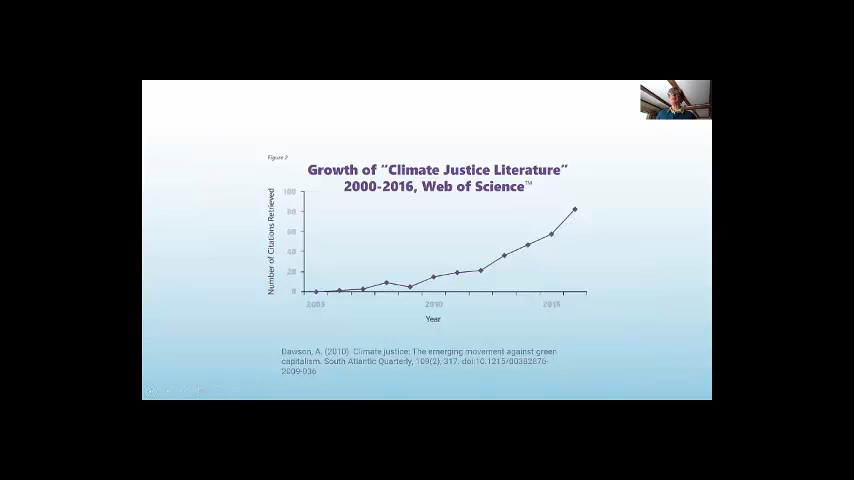 Figure 2
Growth of “Climate Justice Literature”
2000-2016, Web of Science™
Number of Citations Retrieved
100
80
60
40
20
0
2005
2010
2015
Year
Dawson, A. (2010). Climate justice: The emerging movement against green
capitalism. South Atlantic Quarterly, 109(2), 317. doi:10.1215/00382876-
2009-036